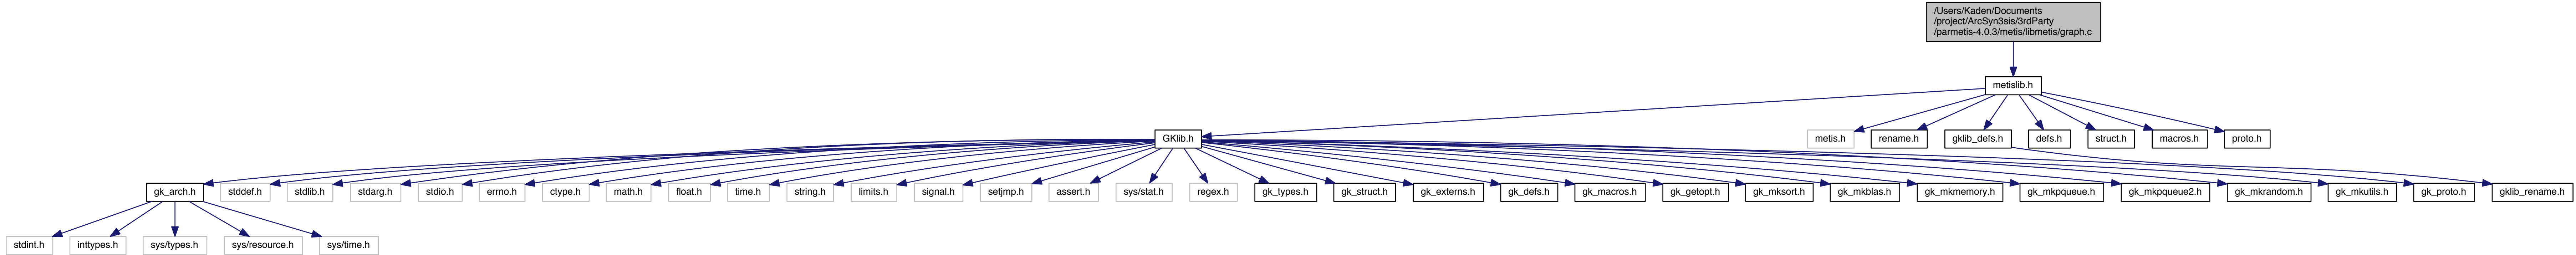 /Users/Kaden/Documents
/project/ArcSyn3sis/3rdParty
/parmetis-4.0.3/metis/libmetis/graph.c
metislib.h
GKlib.h
metis.h
rename.h
gklib_defs.h
defs.h
struct.h
macros.h
proto.h
gk_arch.h
stddef.h
stdlib.h
stdarg.h
stdio.h
errno.h
ctype.h
math.h
float.h
time.h
string.h
limits.h
signal.h
setjmp.h
assert.h
sys/stat.h
regex.h
gk_types.h
gk_struct.h
gk_externs.h
gk_defs.h
gk_macros.h
gk_getopt.h
gk_mksort.h
gk_mkblas.h
gk_mkmemory.h
gk_mkpqueue.h
gk_mkpqueue2.h
gk_mkrandom.h
gk_mkutils.h
gk_proto.h
gklib_rename.h
stdint.h
inttypes.h
sys/types.h
sys/resource.h
sys/time.h